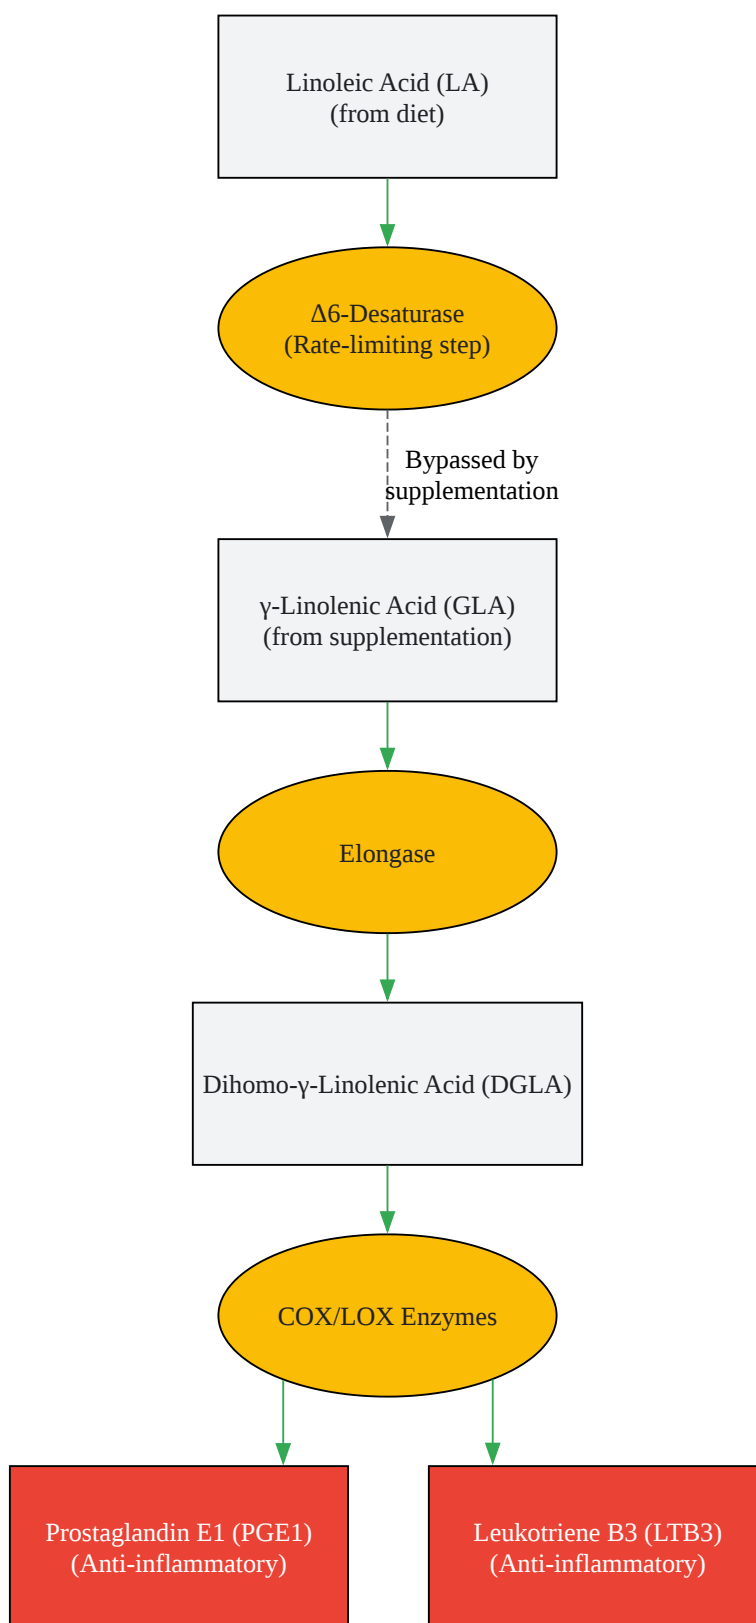 Linoleic Acid (LA)
(from diet)
Δ6-Desaturase
(Rate-limiting step)
Bypassed by
supplementation
γ-Linolenic Acid (GLA)
(from supplementation)
Elongase
Dihomo-γ-Linolenic Acid (DGLA)
COX/LOX Enzymes
Prostaglandin E1 (PGE1)
(Anti-inflammatory)
Leukotriene B3 (LTB3)
(Anti-inflammatory)